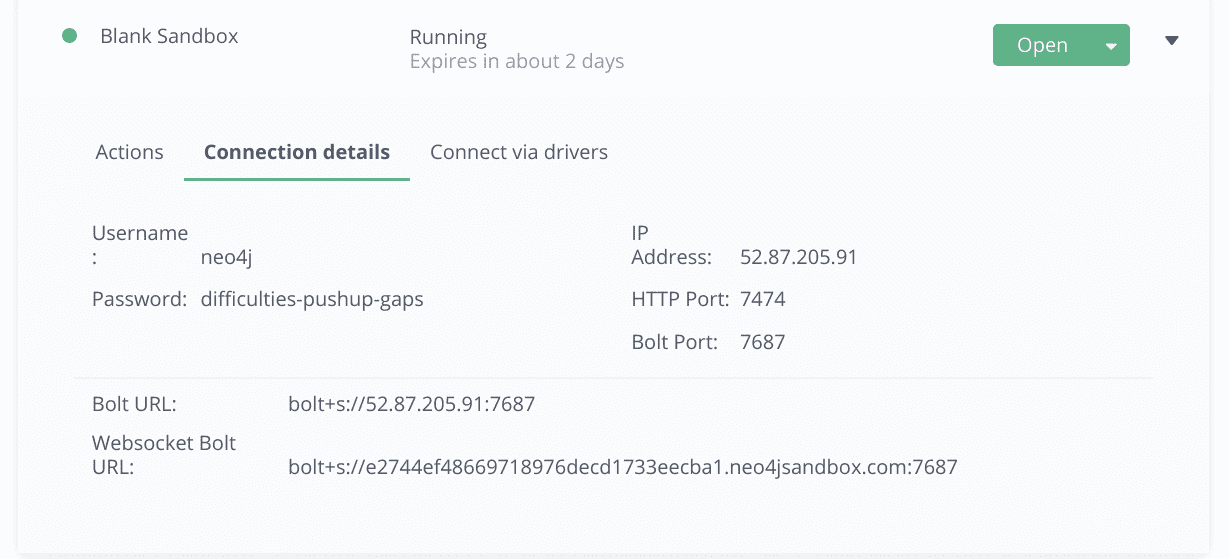 Blank Sandbox
Running
Expires in about 2 days
Open
Actions
Connection details
Connect via drivers
Username
: neo4j
Password: difficulties-pushup-gaps
IP
Address: 52.87.205.91
HTTP Port: 7474
Bolt Port: 7687
Bolt URL: bolt+s://52.87.205.91:7687
Websocket Bolt
URL: bolt+s://e2744ef48669718976decd1733eecba1.neo4jsandbox.com:7687